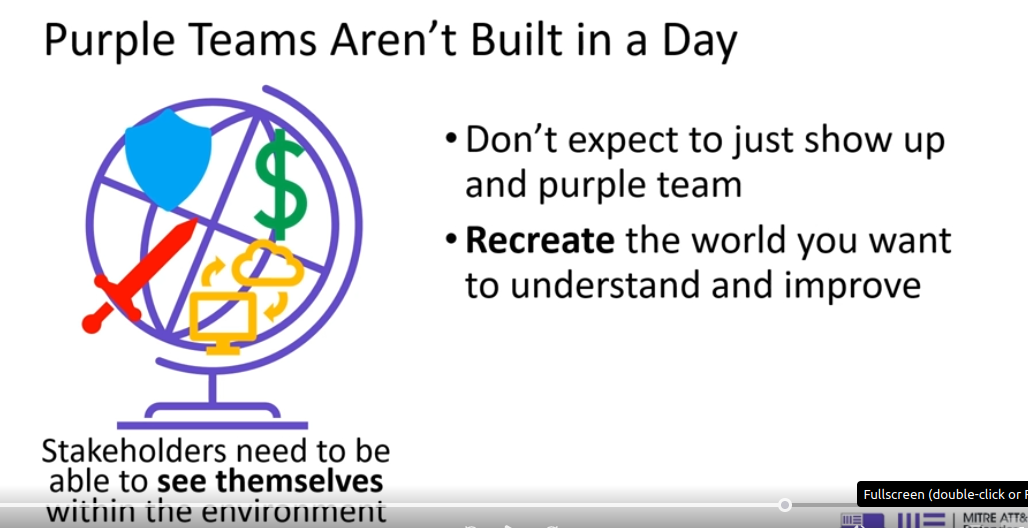 Purple Teams Aren’t Built in a Day
• Don’t expect to just show up
and purple team
• Recreate the world you want
to understand and improve
Stakeholders need to be
able to see themselves
within the environment
Fullscreen (double-click or
MITRE ATT&